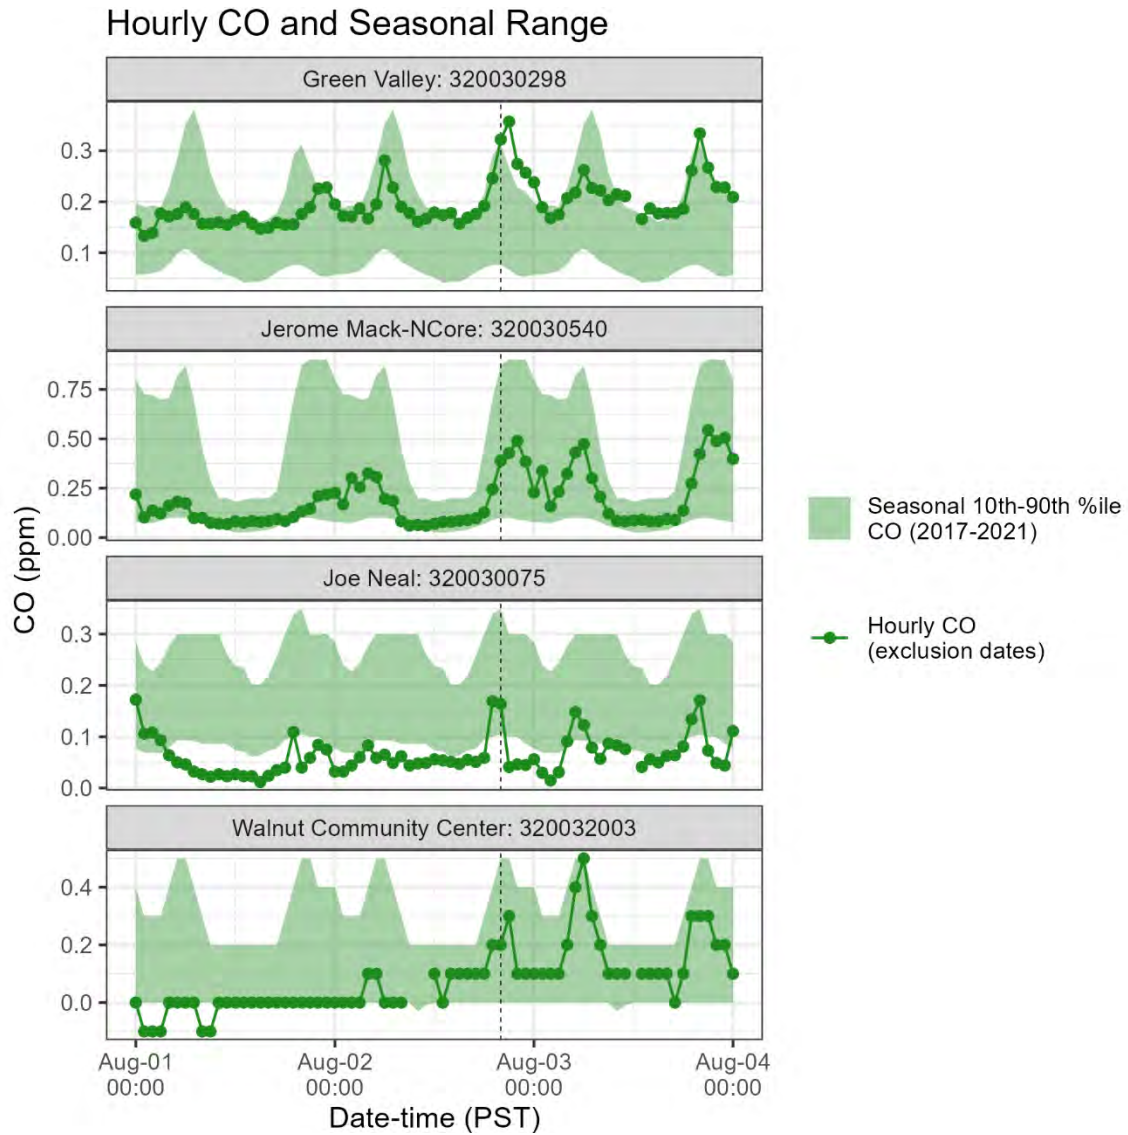 Hourly CO and Seasonal Range
Green Valley: 320030298
0.3
0.2
0.1
Jerome Mack-NCore: 320030540
0.75
0.50
0.25
0.00
Joe Neal: 320030075
0.3
0.2
0.1
0.0
Walnut Community Center: 320032003
0.4
0.2
0.0
CO (ppm)
Aug-01 Aug-02 Aug-03 Aug-04
00:00 00:00 00:00 00:00
Date-time (PST)
Seasonal 10th-90th %ile
CO (2017-2021)
Hourly CO
(exclusion dates)